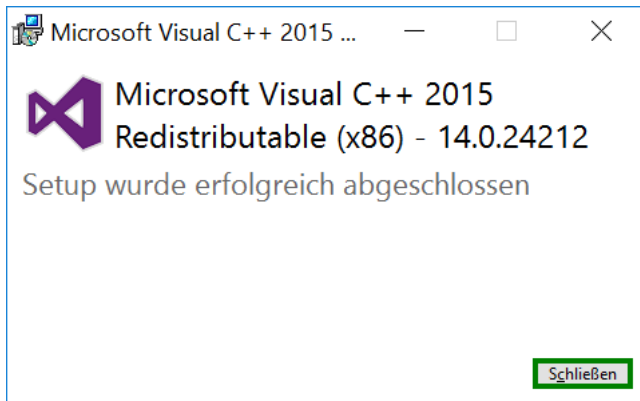 Microsoft Visual C++ 2015 ...
Microsoft Visual C++ 2015
Redistributable (x86) - 14.0.24212
Setup wurde erfolgreich abgeschlossen
Schließen